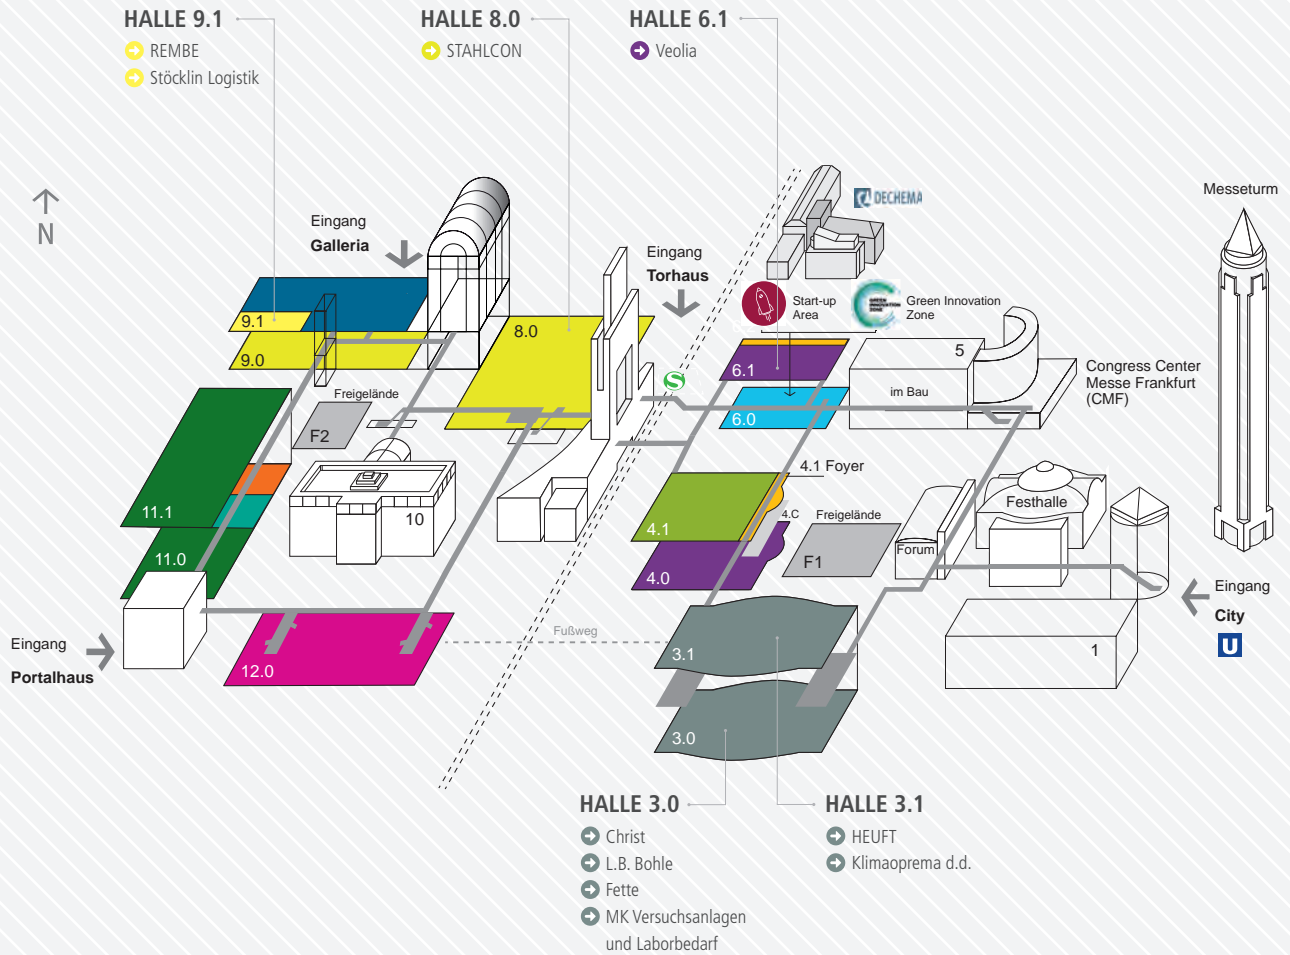 HALLE 9.1
REMBE
Stöcklin Logistik
HALLE 8.0
STAHLCON
HALLE 6.1
Veolia
N
Eingang
Galleria
Eingang
Torhaus
DECHEMA
Messeturm
Start-up
Area
GREEN
INNOVATION
ZONE
Green Innovation
Zone
9.1
9.0
8.0
6.1
6.0
5
im Bau
Congress Center
Messe Frankfurt
(CMF)
S
Freigelände
F2
11.1
11.0
10
4.1 Foyer
4.1
4.C
4.0
Freigelände
F1
Forum
Festhalle
Eingang
City
U
Eingang
Portalhaus
12.0
Fußweg
3.1
3.0
1
HALLE 3.0
Christ
L.B. Bohle
Fette
MK Versuchsanlagen
und Laborbedarf
HALLE 3.1
HEUFT
Klimaoprema d.d.